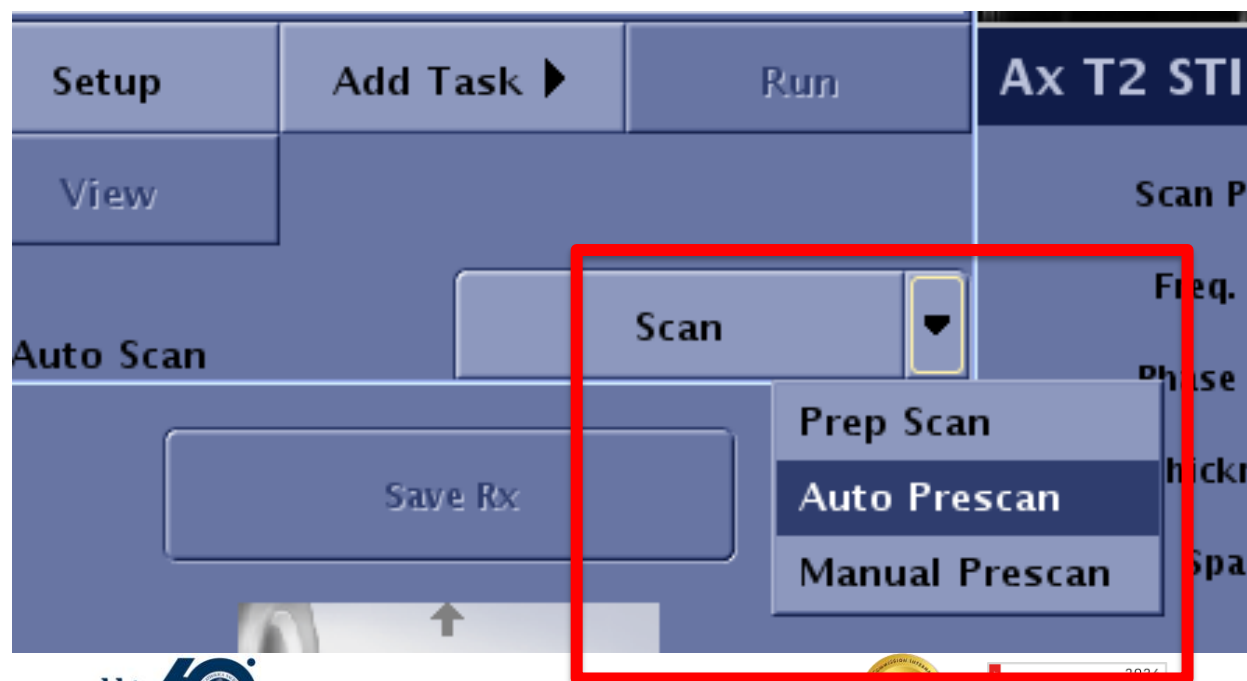 Setup
Add Task
Run
Ax T2 STI
View
Scan P
Freq.
Scan
Auto Scan
Phase
Prep Scan
Save Rx
Auto Prescan
Manual Prescan
Spa